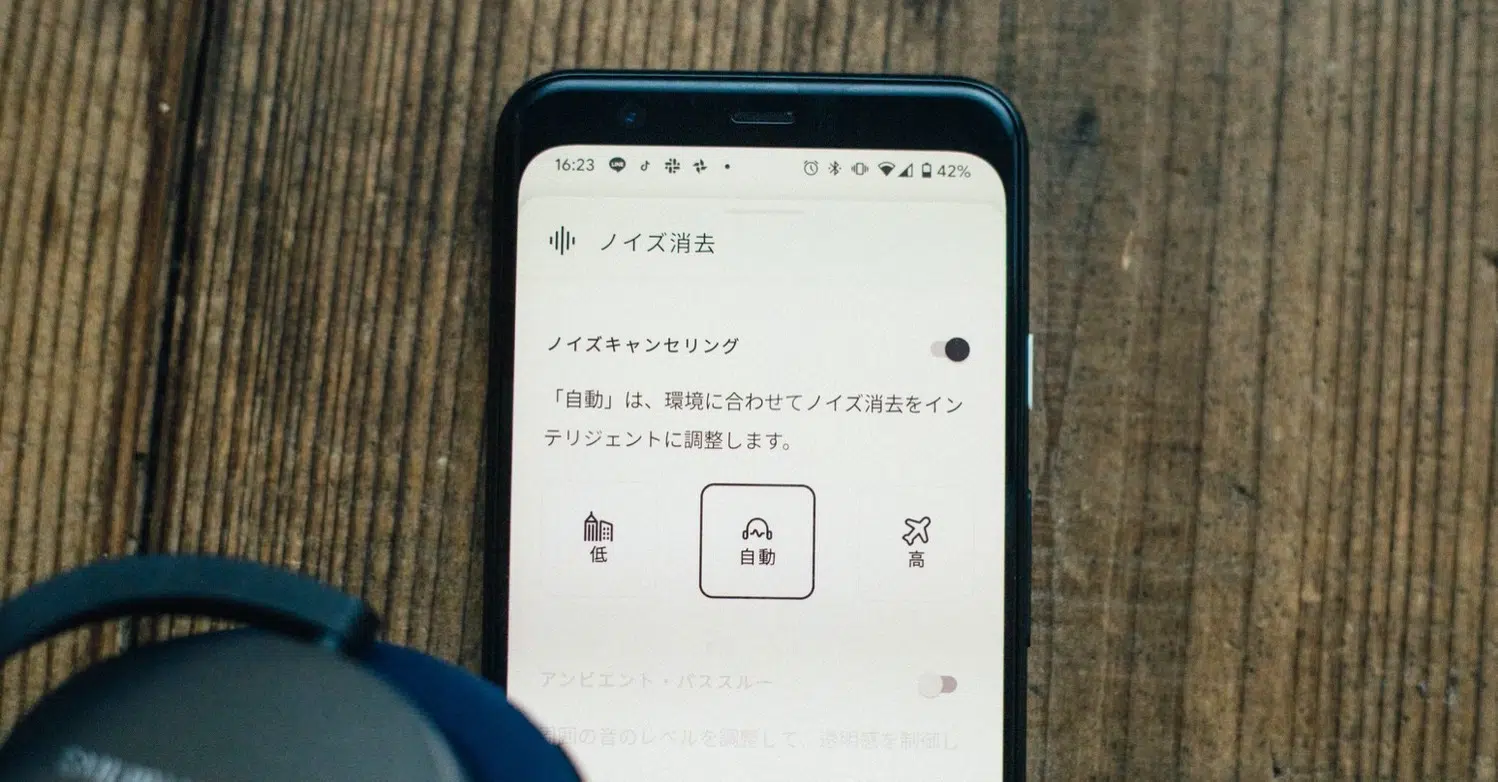 16:23 LINE 42%
ノイズ消去
ノイズキャンセリング
「自動」は、環境に合わせてノイズ消去をイン
テリジェントに調整します。
低 自動 高
アンビエント・パススルー
周囲の音のレベルを調整して、透明感を制御し